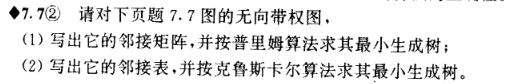 ◆7.7② 请对下页题 7.7 图的无向带权图，
(1) 写出它的邻接矩阵，并按普里姆算法求其最小生成树；
(2) 写出它的邻接表，并按克鲁斯卡尔算法求其最小生成树。